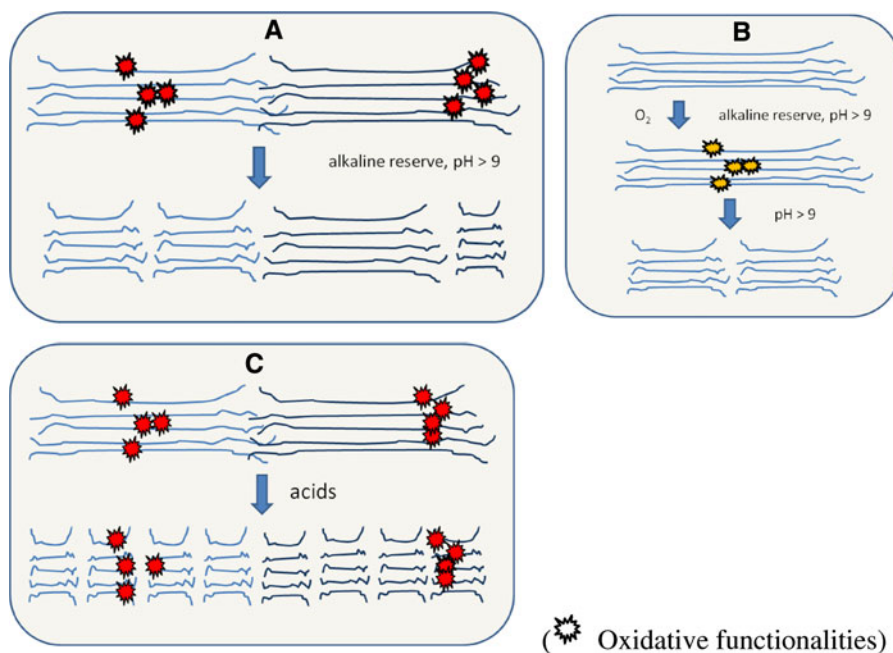 A
alkaline reserve, pH > 9
B
O₂ alkaline reserve, pH > 9
pH > 9
C
acids
( Oxidative functionalities)